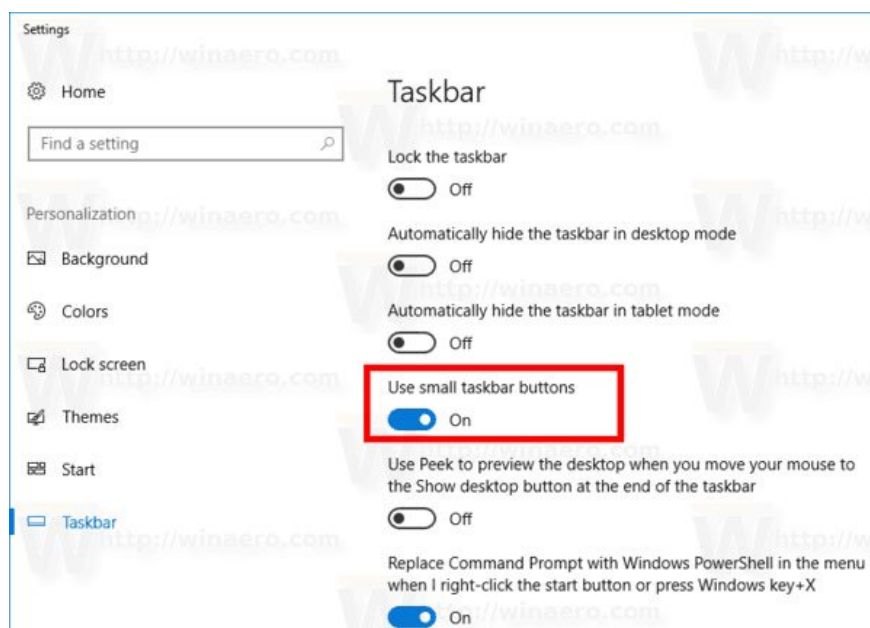 Settings
Home
Find a setting
Personalization
Background
Colors
Lock screen
Themes
Start
Taskbar
Taskbar
Lock the taskbar
Off
Automatically hide the taskbar in desktop mode
Off
Automatically hide the taskbar in tablet mode
Off
Use small taskbar buttons
On
Use Peek to preview the desktop when you move your mouse to
the Show desktop button at the end of the taskbar
Off
Replace Command Prompt with Windows PowerShell in the menu
when I right-click the start button or press Windows key+X
On
http://winaero.com